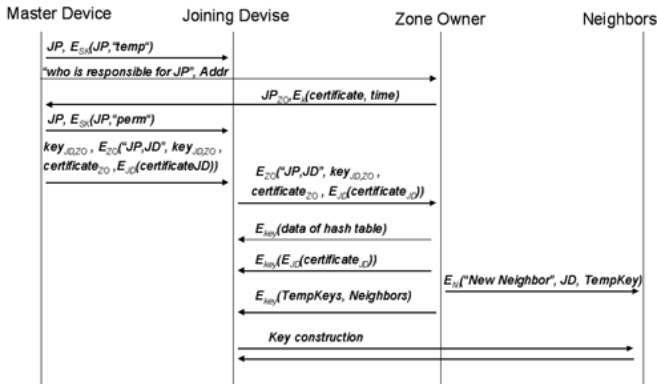 Master Device
Joining Devise
Zone Owner
Neighbors
JP, E_SK(JP,"temp")
"who is responsible for JP", Addr
JP_ZO, E_K(certificate, time)
JP, E_SK(JP,"perm")
key_JD,ZO , E_ZO("JP,JD", key_JD,ZO ,
certificate_ZO ,E_JD(certificateJD))
E_ZO("JP,JD", key_JD,ZO ,
certificate_ZO , E_JD(certificate_JD))
E_key(data of hash table)
E_key(E_JD(certificate_JD))
E_N("New Neighbor", JD, TempKey)
E_key(TempKeys, Neighbors)
Key construction